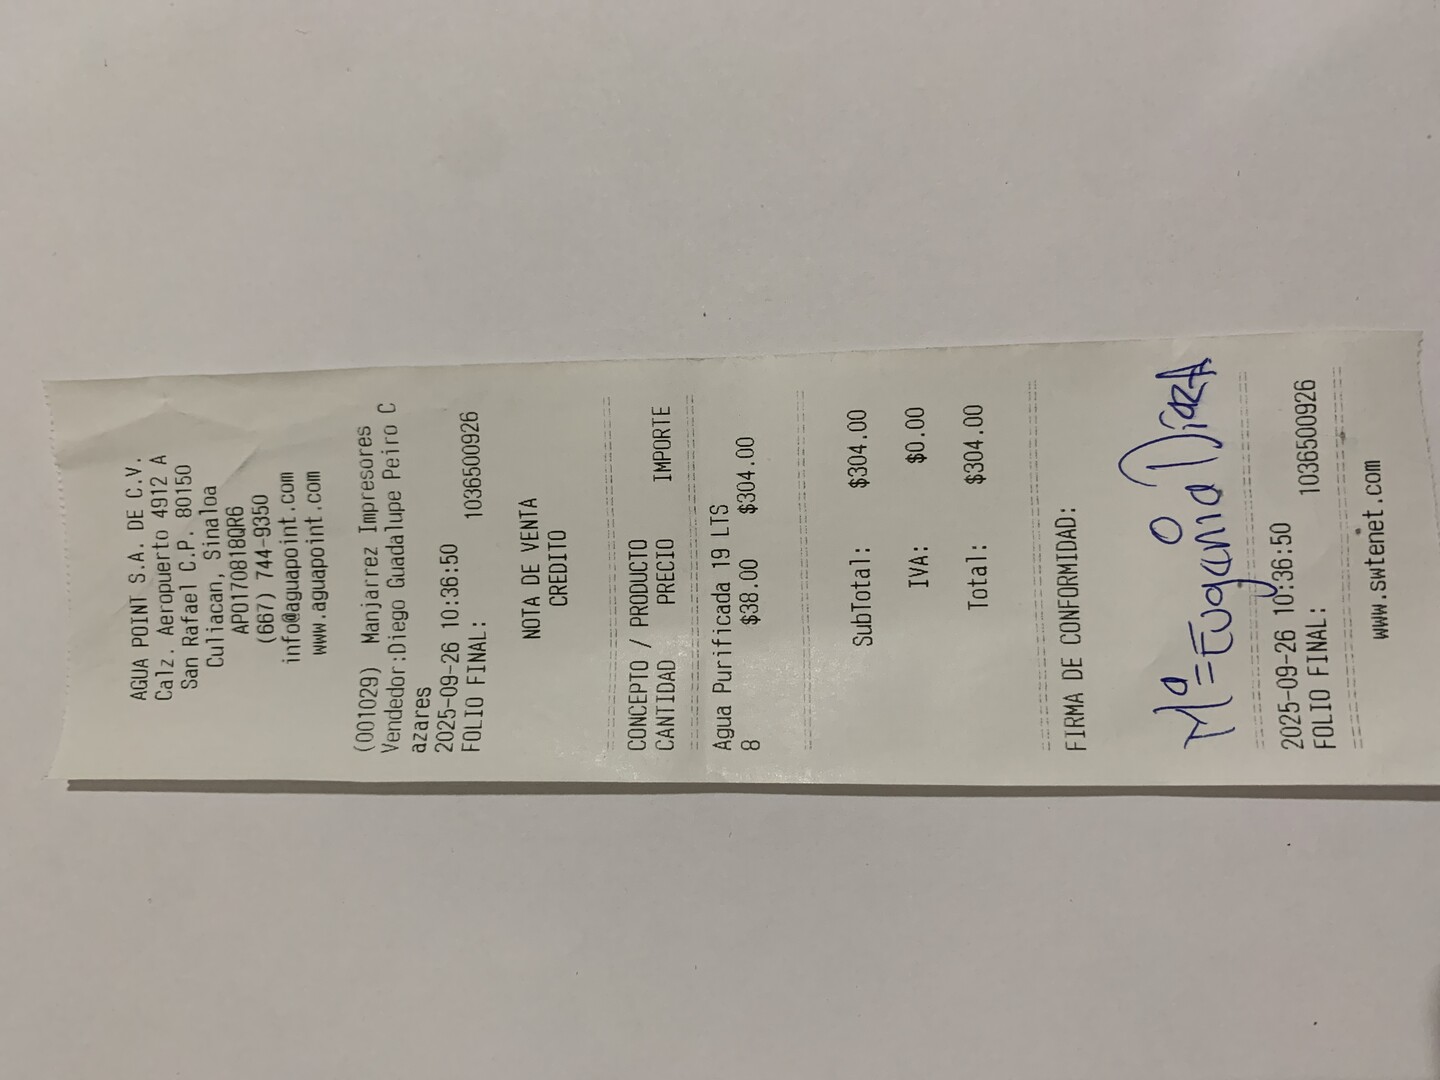 AGUA POINT S.A. DE C.V.
Calz. Aeropuerto 4912 A
San Rafael C.P. 80150
Culiacan, Sinaloa
APO170818QR6
(667) 744-9350
info@aguapoint.com
www.aguapoint.com
(001029) Manjarrez Impresores
Vendedor:Diego Guadalupe Peiro C
azares
2025-09-26 10:36:50
FOLIO FINAL: 1036500926
NOTA DE VENTA
CREDITO
CONCEPTO / PRODUCTO
CANTIDAD PRECIO IMPORTE
Agua Purificada 19 LTS
8 $38.00 $304.00
SubTotal: $304.00
IVA: $0.00
Total: $304.00
FIRMA DE CONFORMIDAD:
Mª=Eugenia Díaz A
2025-09-26 10:36:50
FOLIO FINAL: 1036500926
www.swtenet.com